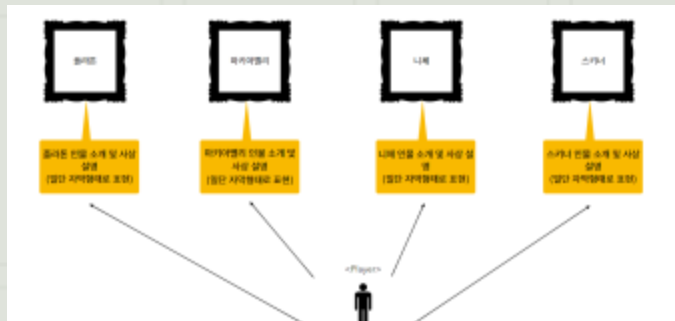 플라톤
마키아벨리
니체
스키너
플라톤 인물 소개 및 사상
설명
(일단 자막형태로 표현)
마키아벨리 인물 소개 및
사상 설명
(일단 자막형태로 표현)
니체 인물 소개 및 사상 설
명
(일단 자막형태로 표현)
스키너 인물 소개 및 사상
설명
(일단 자막형태로 표현)
<Player>